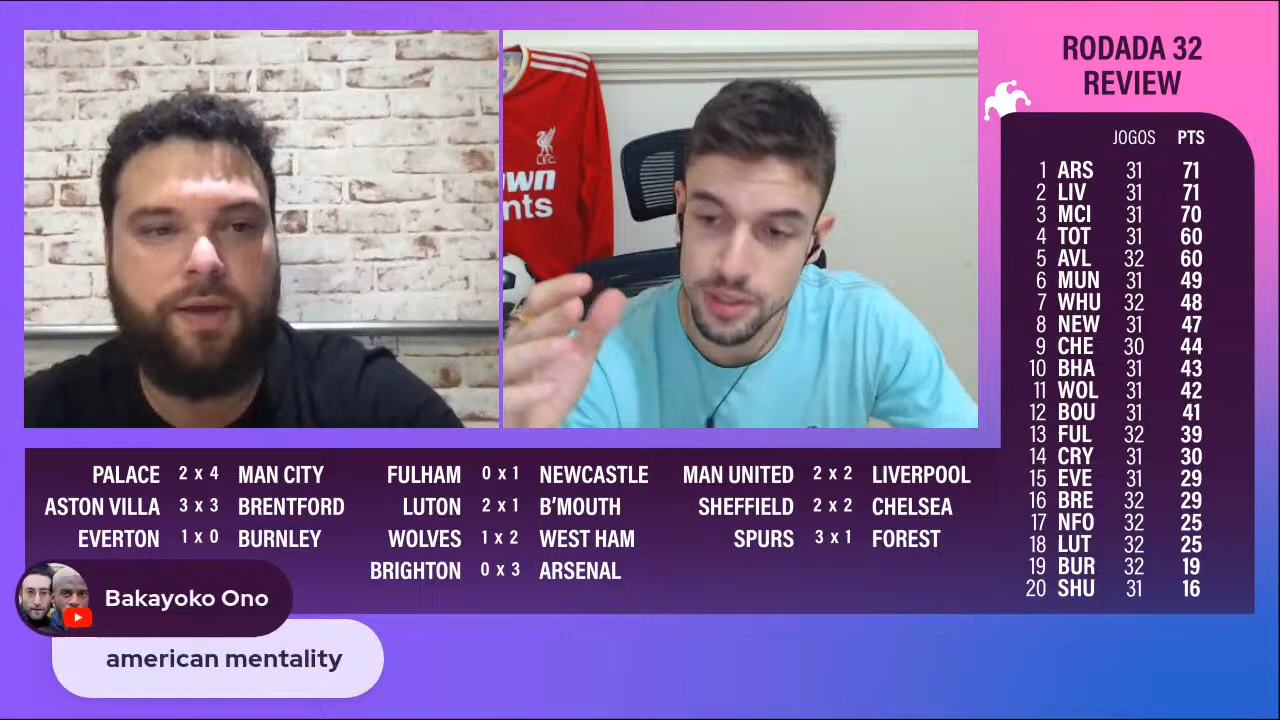 RODADA 32
REVIEW
JOGOS PTS
1 ARS 31 71
2 LIV 31 71
3 MCI 31 70
4 TOT 31 60
5 AVL 32 60
6 MUN 31 49
7 WHU 32 48
8 NEW 31 47
9 CHE 30 44
10 BHA 31 43
11 WOL 31 42
12 BOU 31 41
13 FUL 32 39
14 CRY 31 30
15 EVE 31 29
16 BRE 32 29
17 NFO 32 25
18 LUT 32 25
19 BUR 32 19
20 SHU 31 16
L.F.C.
wn
nts
PALACE 2 x 4 MAN CITY
ASTON VILLA 3 x 3 BRENTFORD
EVERTON 1 x 0 BURNLEY
FULHAM 0 x 1 NEWCASTLE
LUTON 2 x 1 B'MOUTH
WOLVES 1 x 2 WEST HAM
BRIGHTON 0 x 3 ARSENAL
MAN UNITED 2 x 2 LIVERPOOL
SHEFFIELD 2 x 2 CHELSEA
SPURS 3 x 1 FOREST
Bakayoko Ono
american mentality